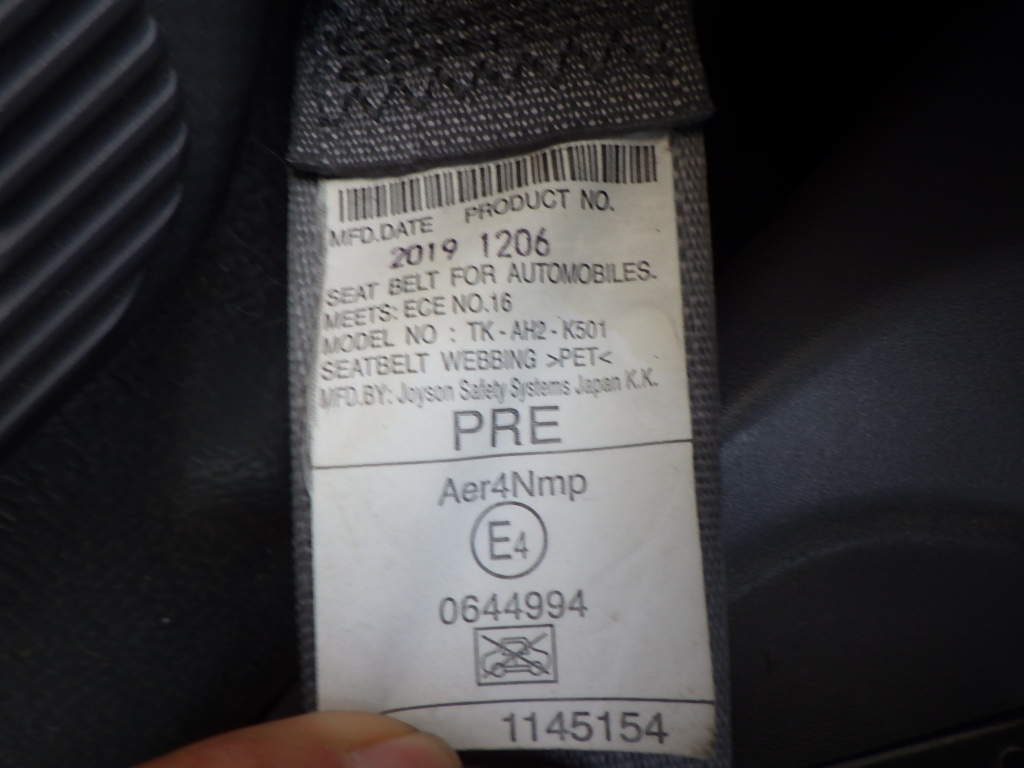 MFD.DATE PRODUCT NO.
2019 1206
SEAT BELT FOR AUTOMOBILES.
MEETS: ECE NO.16
MODEL NO : TK-AH2-K501
SEATBELT WEBBING >PET<
MFD.BY: Joyson Safety Systems Japan K.K.
PRE
Aer4Nmp
E4
0644994
1145154